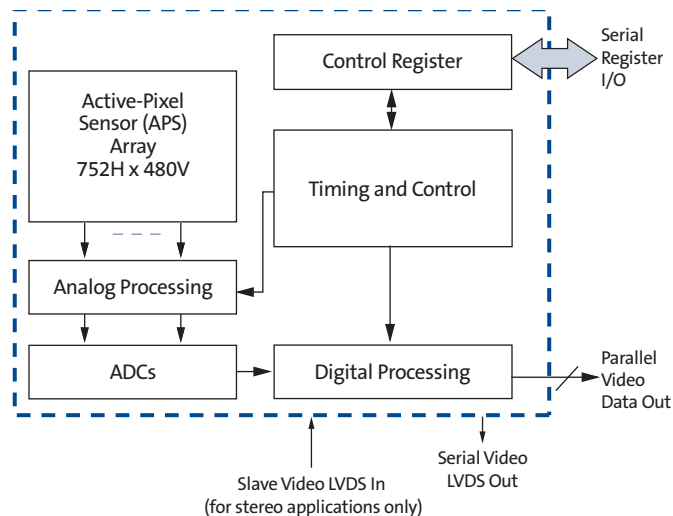 Control Register
Serial
Register
I/O
Active-Pixel
Sensor (APS)
Array
752H x 480V
Timing and Control
Analog Processing
ADCs
Digital Processing
Parallel
Video
Data Out
Slave Video LVDS In
(for stereo applications only)
Serial Video
LVDS Out